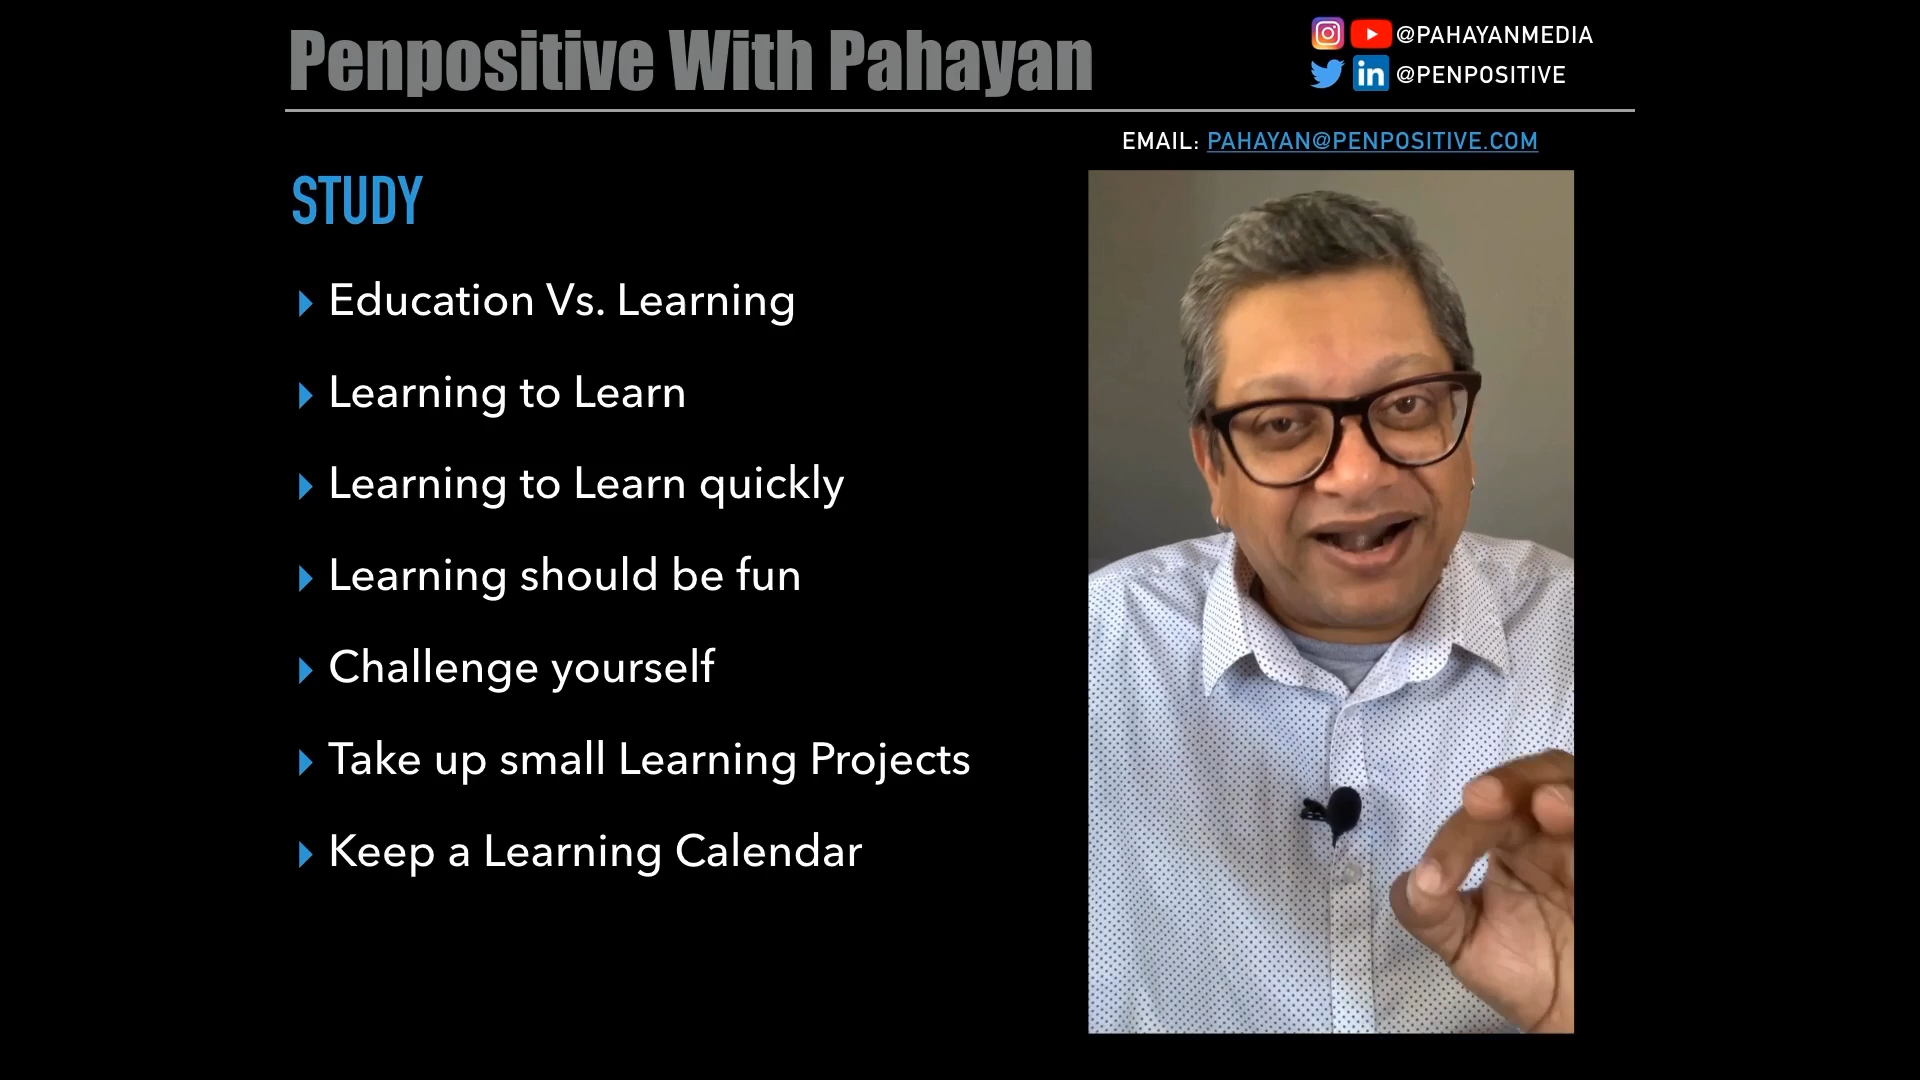 Penpositive With Pahayan
@PAHAYANMEDIA
@PENPOSITIVE
EMAIL: PAHAYAN@PENPOSITIVE.COM
STUDY
Education Vs. Learning
Learning to Learn
Learning to Learn quickly
Learning should be fun
Challenge yourself
Take up small Learning Projects
Keep a Learning Calendar